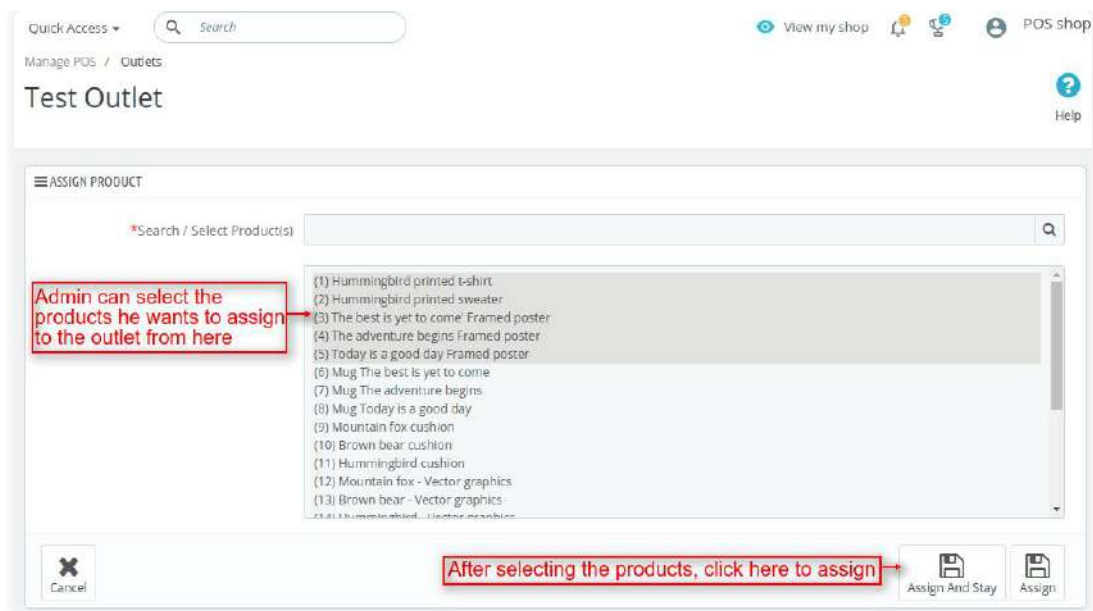 Quick Access
Search
View my shop
POS shop
Manage POS / Outlets
Test Outlet
Help
ASSIGN PRODUCT
*Search / Select Product(s)
Admin can select the
products he wants to assign
to the outlet from here
(1) Hummingbird printed t-shirt
(2) Hummingbird printed sweater
(3) The best is yet to come' Framed poster
(4) The adventure begins Framed poster
(5) Today is a good day Framed poster
(6) Mug The best is yet to come
(7) Mug The adventure begins
(8) Mug Today is a good day
(9) Mountain fox cushion
(10) Brown bear cushion
(11) Hummingbird cushion
(12) Mountain fox - Vector graphics
(13) Brown bear - Vector graphics
(14) Hummingbird - Vector graphics
Cancel
After selecting the products, click here to assign
Assign And Stay
Assign